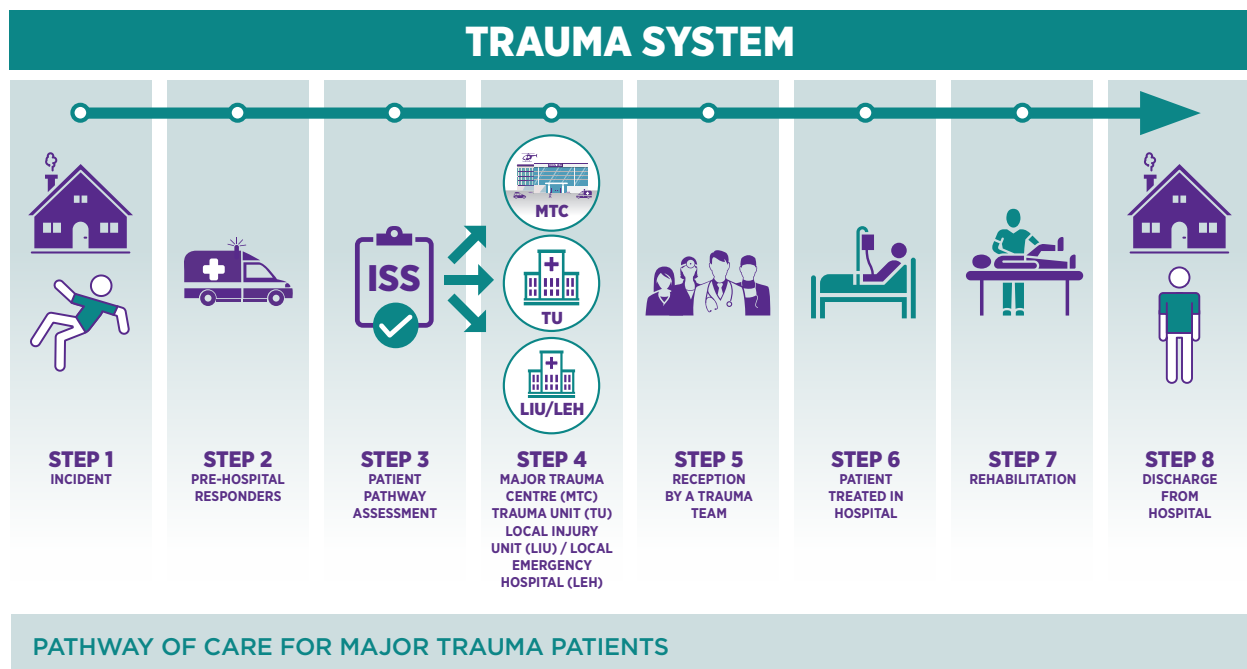 TRAUMA SYSTEM
MTC
ISS
TU
LIU/LEH
STEP 1
INCIDENT
STEP 2
PRE-HOSPITAL
RESPONDERS
STEP 3
PATIENT
PATHWAY
ASSESSMENT
STEP 4
MAJOR TRAUMA
CENTRE (MTC)
TRAUMA UNIT (TU)
LOCAL INJURY
UNIT (LIU) / LOCAL
EMERGENCY
HOSPITAL (LEH)
STEP 5
RECEPTION
BY A TRAUMA
TEAM
STEP 6
PATIENT
TREATED IN
HOSPITAL
STEP 7
REHABILITATION
STEP 8
DISCHARGE
FROM
HOSPITAL
PATHWAY OF CARE FOR MAJOR TRAUMA PATIENTS